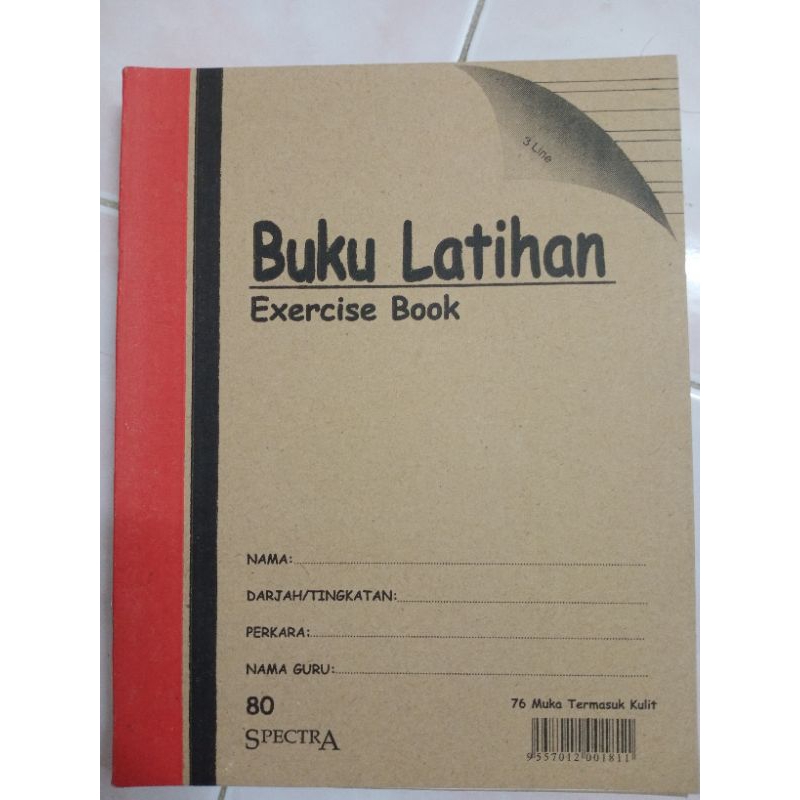 3 Line
Buku Latihan
Exercise Book
NAMA:
DARJAH/TINGKATAN:
PERKARA:
NAMA GURU:
80
76 Muka Termasuk Kulit
SPECTRA
9557012001811